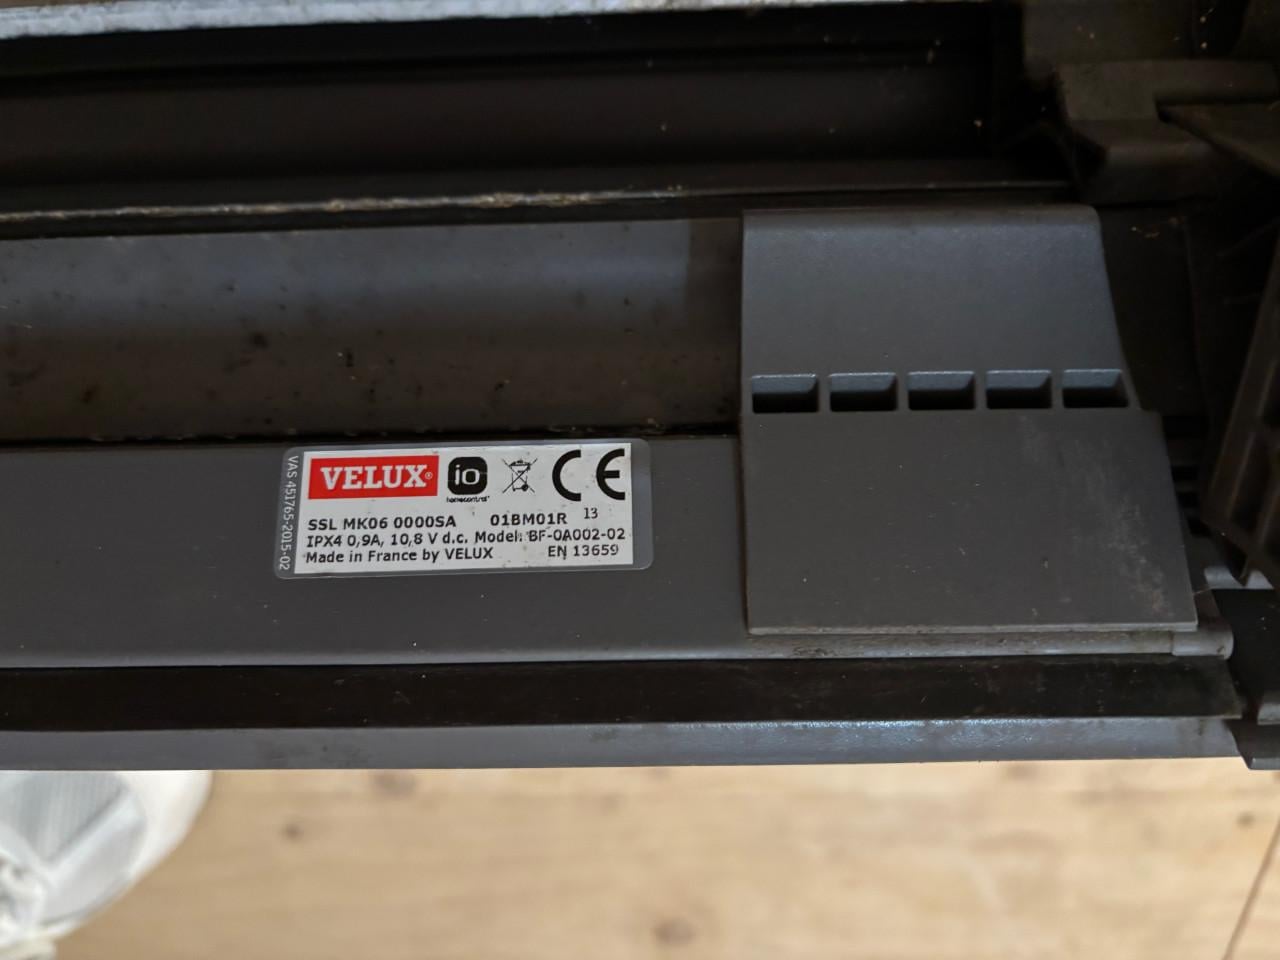 VELUX®
io
homecontrol®
CE
SSL MK06 0000SA 01BM01R 13
IPX4 0,9A, 10,8 V d.c. Model: BF-0A002-02
Made in France by VELUX EN 13659
VAS 451765-2015-02